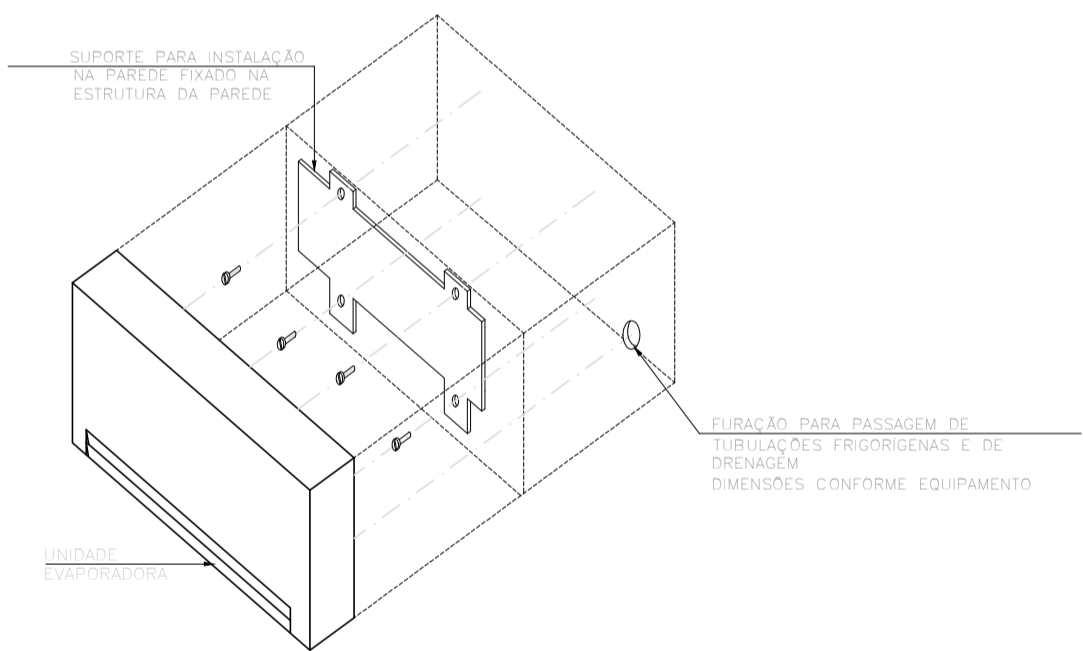 SUPORTE PARA INSTALAÇÃO
NA PAREDE FIXADO NA
ESTRUTURA DA PAREDE
FURAÇÃO PARA PASSAGEM DE
TUBULAÇÕES FRIGORÍGENAS E DE
DRENAGEM
DIMENSÕES CONFORME EQUIPAMENTO
UNIDADE
EVAPORADORA